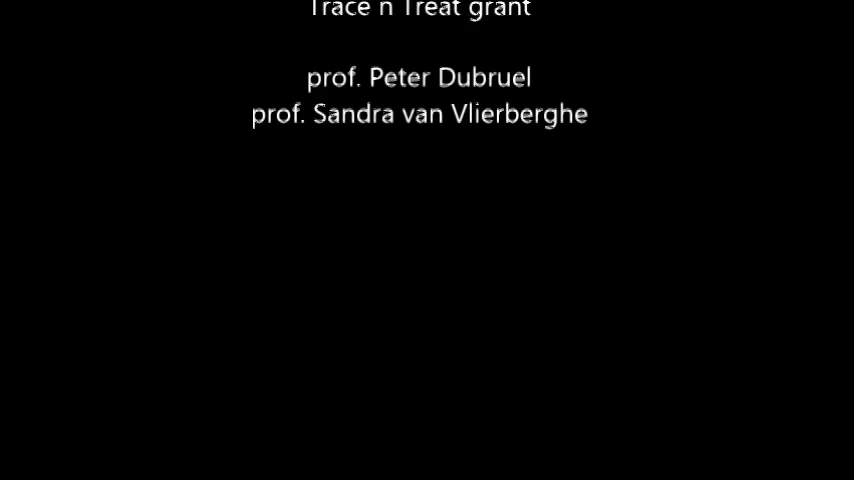 Trace n Treat grant
prof. Peter Dubruel
prof. Sandra van Vlierberghe